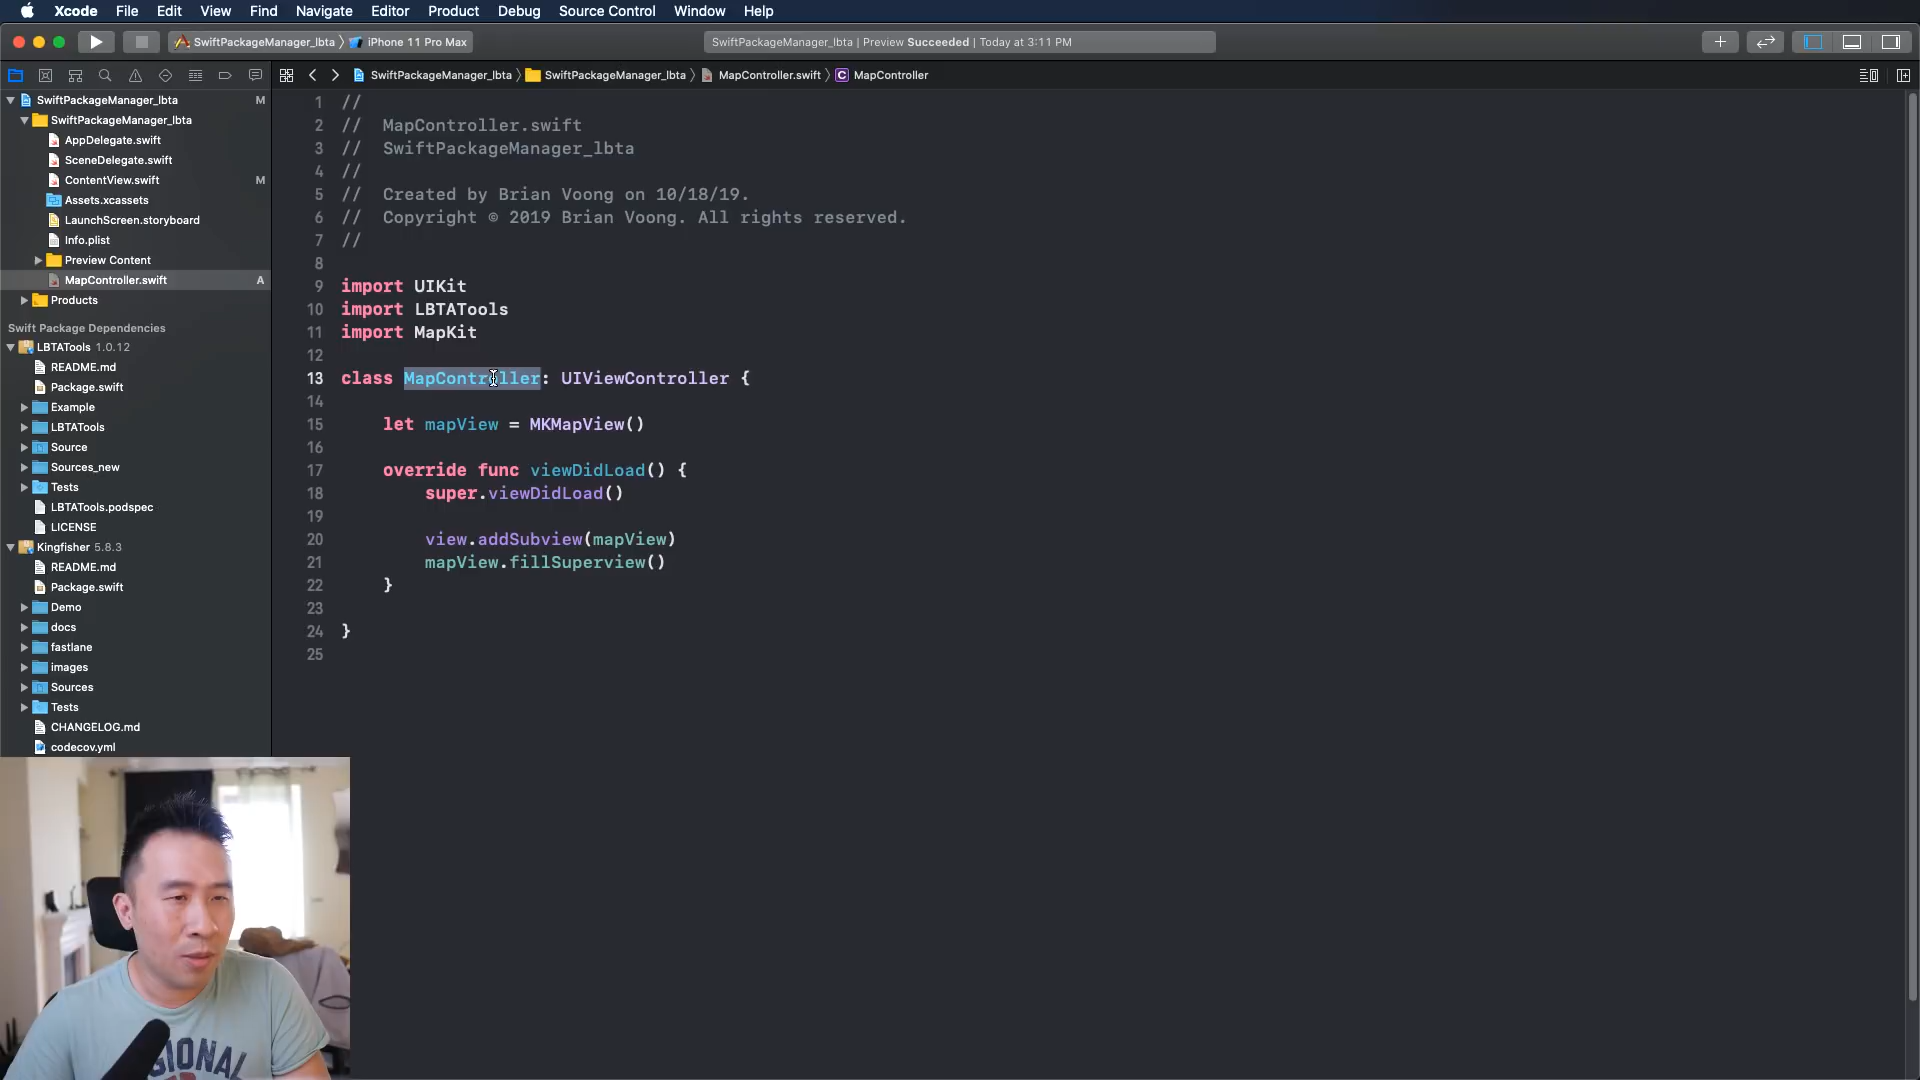 Xcode File Edit View Find Navigate Editor Product Debug Source Control Window Help
SwiftPackageManager_lbta 〉 iPhone 11 Pro Max
SwiftPackageManager_lbta | Preview Succeeded | Today at 3:11 PM
SwiftPackageManager_lbta 〉 SwiftPackageManager_lbta 〉 MapController.swift 〉 C MapController
SwiftPackageManager_lbta M
SwiftPackageManager_lbta
AppDelegate.swift
SceneDelegate.swift
ContentView.swift M
Assets.xcassets
LaunchScreen.storyboard
Info.plist
Preview Content
MapController.swift A
Products
Swift Package Dependencies
LBTATools 1.0.12
README.md
Package.swift
Example
LBTATools
Source
Sources_new
Tests
LBTATools.podspec
LICENSE
Kingfisher 5.8.3
README.md
Package.swift
Demo
docs
fastlane
images
Sources
Tests
CHANGELOG.md
codecov.yml
1 //
2 // MapController.swift
3 // SwiftPackageManager_lbta
4 //
5 // Created by Brian Voong on 10/18/19.
6 // Copyright © 2019 Brian Voong. All rights reserved.
7 //
8
9 import UIKit
10 import LBTATools
11 import MapKit
12
13 class MapController: UIViewController {
14
15 let mapView = MKMapView()
16
17 override func viewDidLoad() {
18 super.viewDidLoad()
19
20 view.addSubview(mapView)
21 mapView.fillSuperview()
22 }
23
24 }
25